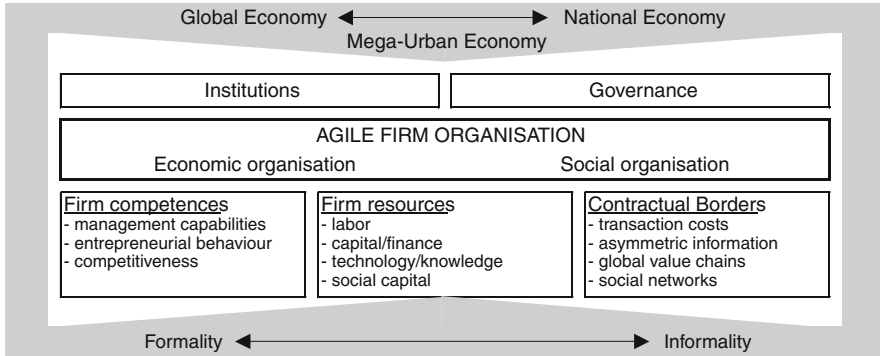 Global Economy National Economy
Mega-Urban Economy
Institutions Governance
AGILE FIRM ORGANISATION
Economic organisation Social organisation
Firm competences
- management capabilities
- entrepreneurial behaviour
- competitiveness
Firm resources
- labor
- capital/finance
- technology/knowledge
- social capital
Contractual Borders
- transaction costs
- asymmetric information
- global value chains
- social networks
Formality Informality